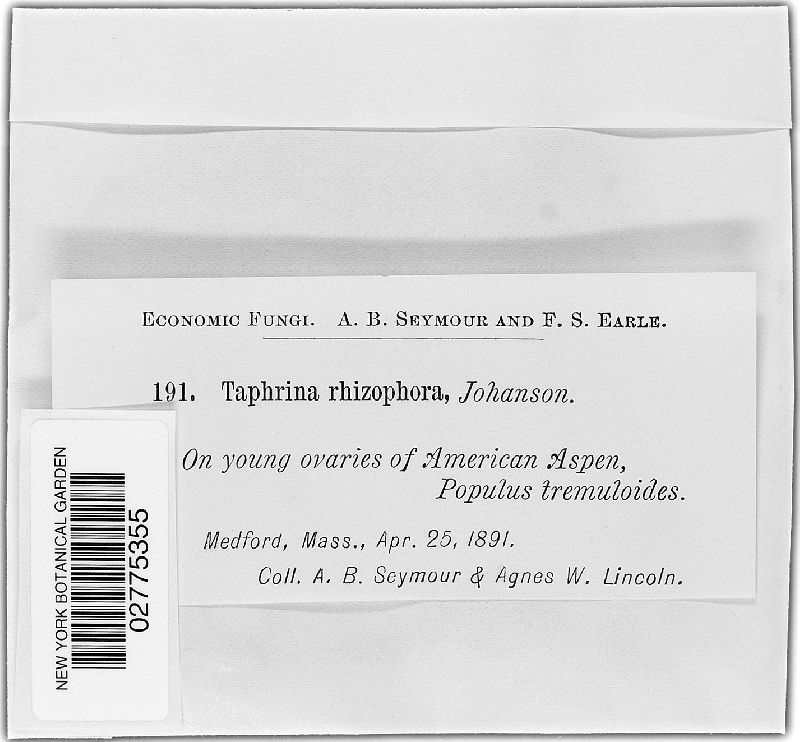 ECONOMIC FUNGI. A. B. SEYMOUR AND F. S. EARLE.
191. Taphrina rhizophora, Johanson.
On young ovaries of American Aspen,
Populus tremuloides.
Medford, Mass., Apr. 25, 1891.
Coll. A. B. Seymour & Agnes W. Lincoln.
NEW YORK BOTANICAL GARDEN
02775355